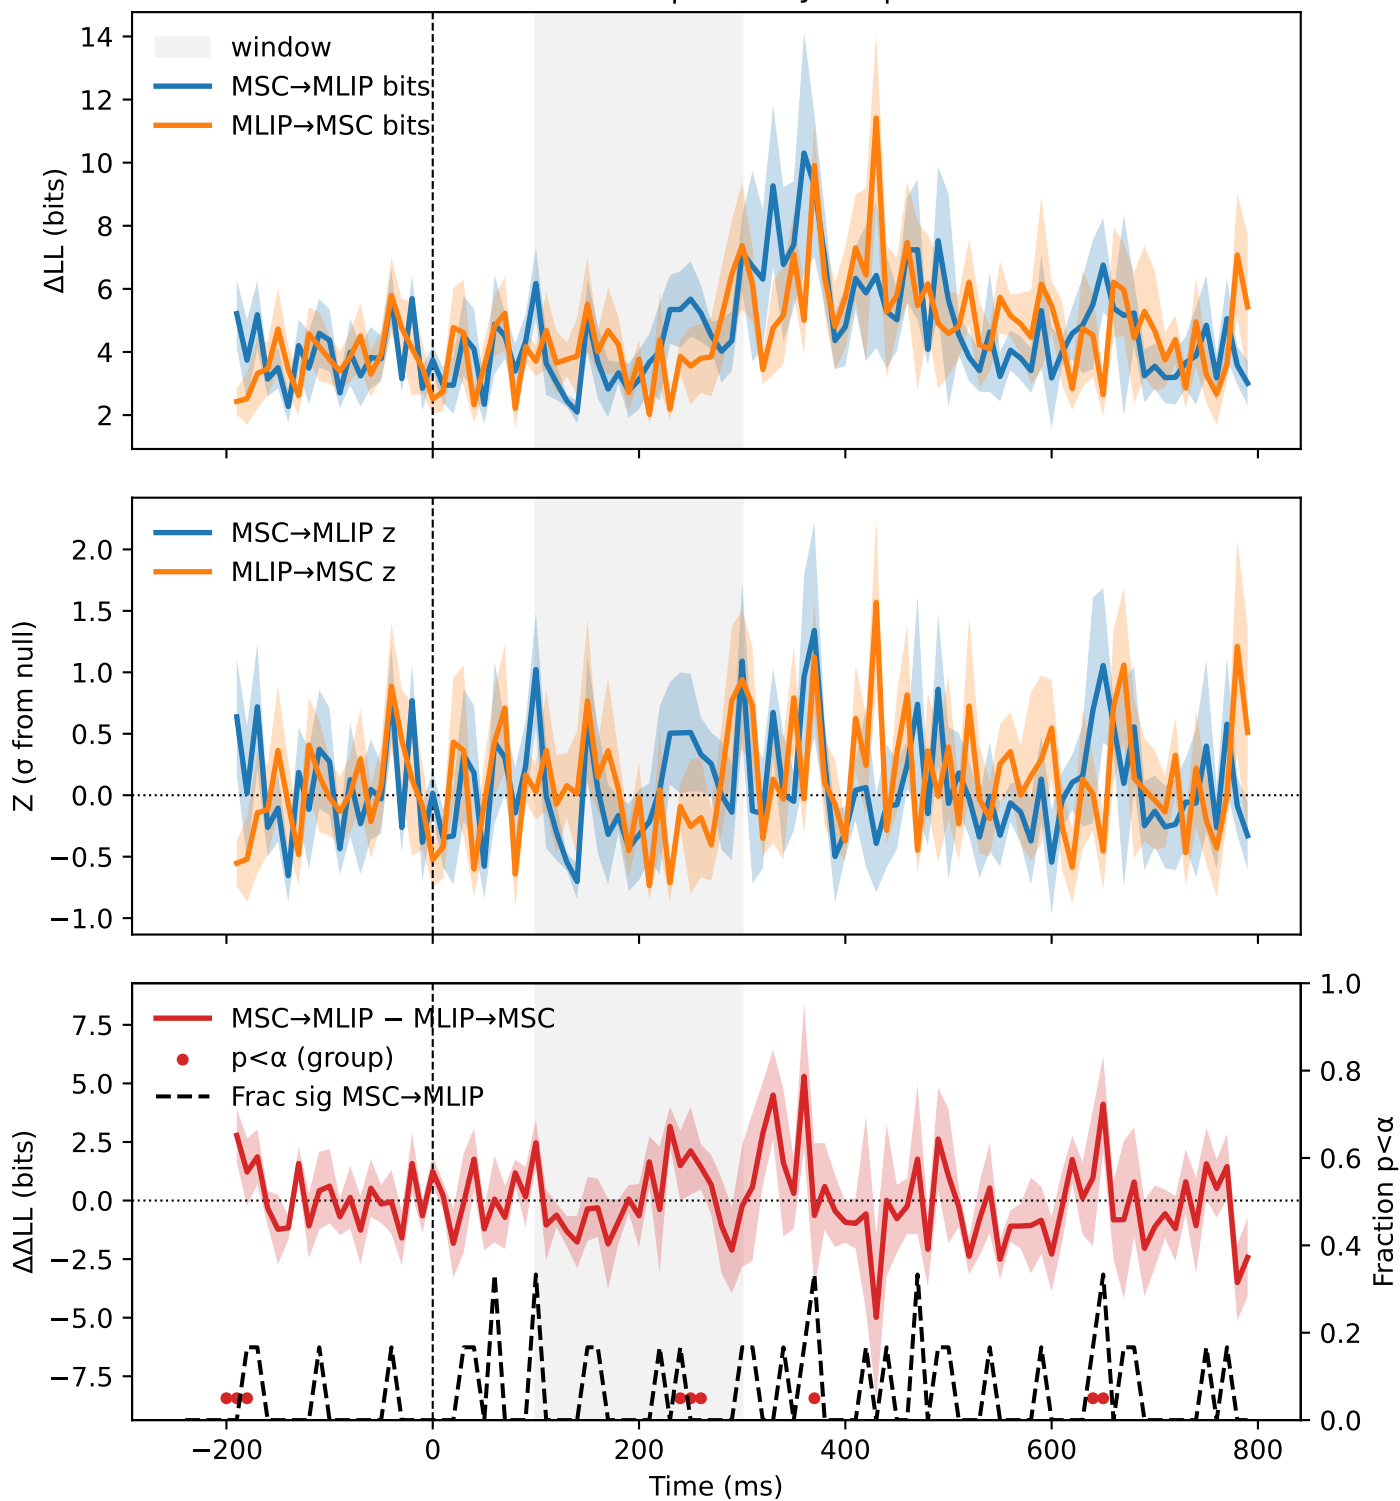 14
12
10
8
6
4
2
ΔLL (bits)
window
MSC→MLIP bits
MLIP→MSC bits
2.0
1.5
1.0
0.5
0.0
−0.5
−1.0
Z (σ from null)
MSC→MLIP z
MLIP→MSC z
7.5
5.0
2.5
0.0
−2.5
−5.0
−7.5
ΔΔLL (bits)
MSC→MLIP − MLIP→MSC
p<α (group)
Frac sig MSC→MLIP
1.0
0.8
0.6
0.4
0.2
0.0
Fraction p<α
−200 0 200 400 600 800
Time (ms)